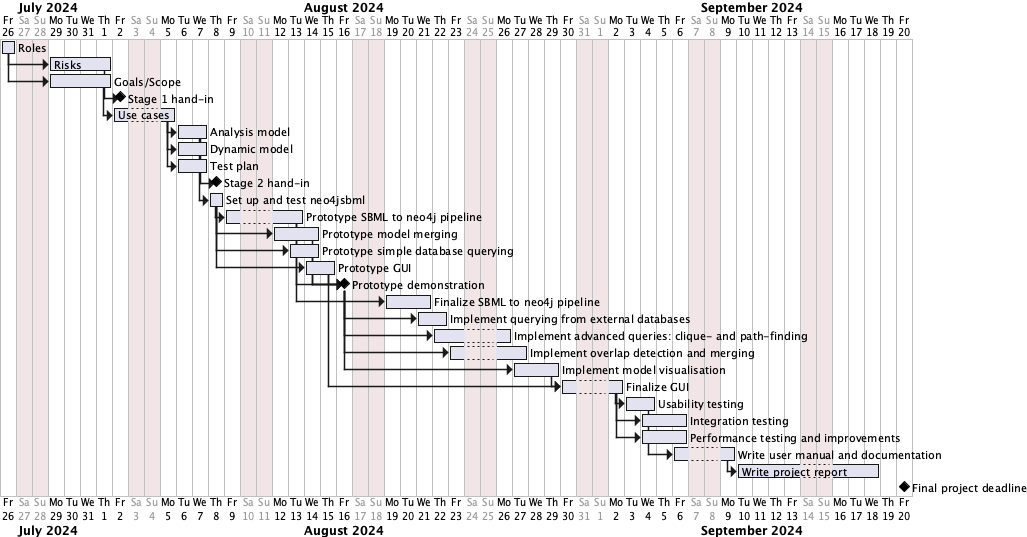 July 2024 August 2024 September 2024
Fr Sa Su Mo Tu We Th Fr Sa Su Mo Tu We Th Fr Sa Su Mo Tu We Th Fr Sa Su Mo Tu We Th Fr Sa Su Mo Tu We Th Fr Sa Su Mo Tu We Th Fr Sa Su Mo Tu We Th Fr Sa Su Mo Tu We Th Fr
26 27 28 29 30 31 1 2 3 4 5 6 7 8 9 10 11 12 13 14 15 16 17 18 19 20 21 22 23 24 25 26 27 28 29 30 31 1 2 3 4 5 6 7 8 9 10 11 12 13 14 15 16 17 18 19 20
Roles
Risks
Goals/Scope
Stage 1 hand-in
Use cases
Analysis model
Dynamic model
Test plan
Stage 2 hand-in
Set up and test neo4jsbml
Prototype SBML to neo4j pipeline
Prototype model merging
Prototype simple database querying
Prototype GUI
Prototype demonstration
Finalize SBML to neo4j pipeline
Implement querying from external databases
Implement advanced queries: clique- and path-finding
Implement overlap detection and merging
Implement model visualisation
Finalize GUI
Usability testing
Integration testing
Performance testing and improvements
Write user manual and documentation
Write project report
Final project deadline
Fr Sa Su Mo Tu We Th Fr Sa Su Mo Tu We Th Fr Sa Su Mo Tu We Th Fr Sa Su Mo Tu We Th Fr Sa Su Mo Tu We Th Fr Sa Su Mo Tu We Th Fr Sa Su Mo Tu We Th Fr Sa Su Mo Tu We Th Fr
26 27 28 29 30 31 1 2 3 4 5 6 7 8 9 10 11 12 13 14 15 16 17 18 19 20 21 22 23 24 25 26 27 28 29 30 31 1 2 3 4 5 6 7 8 9 10 11 12 13 14 15 16 17 18 19 20
July 2024 August 2024 September 2024